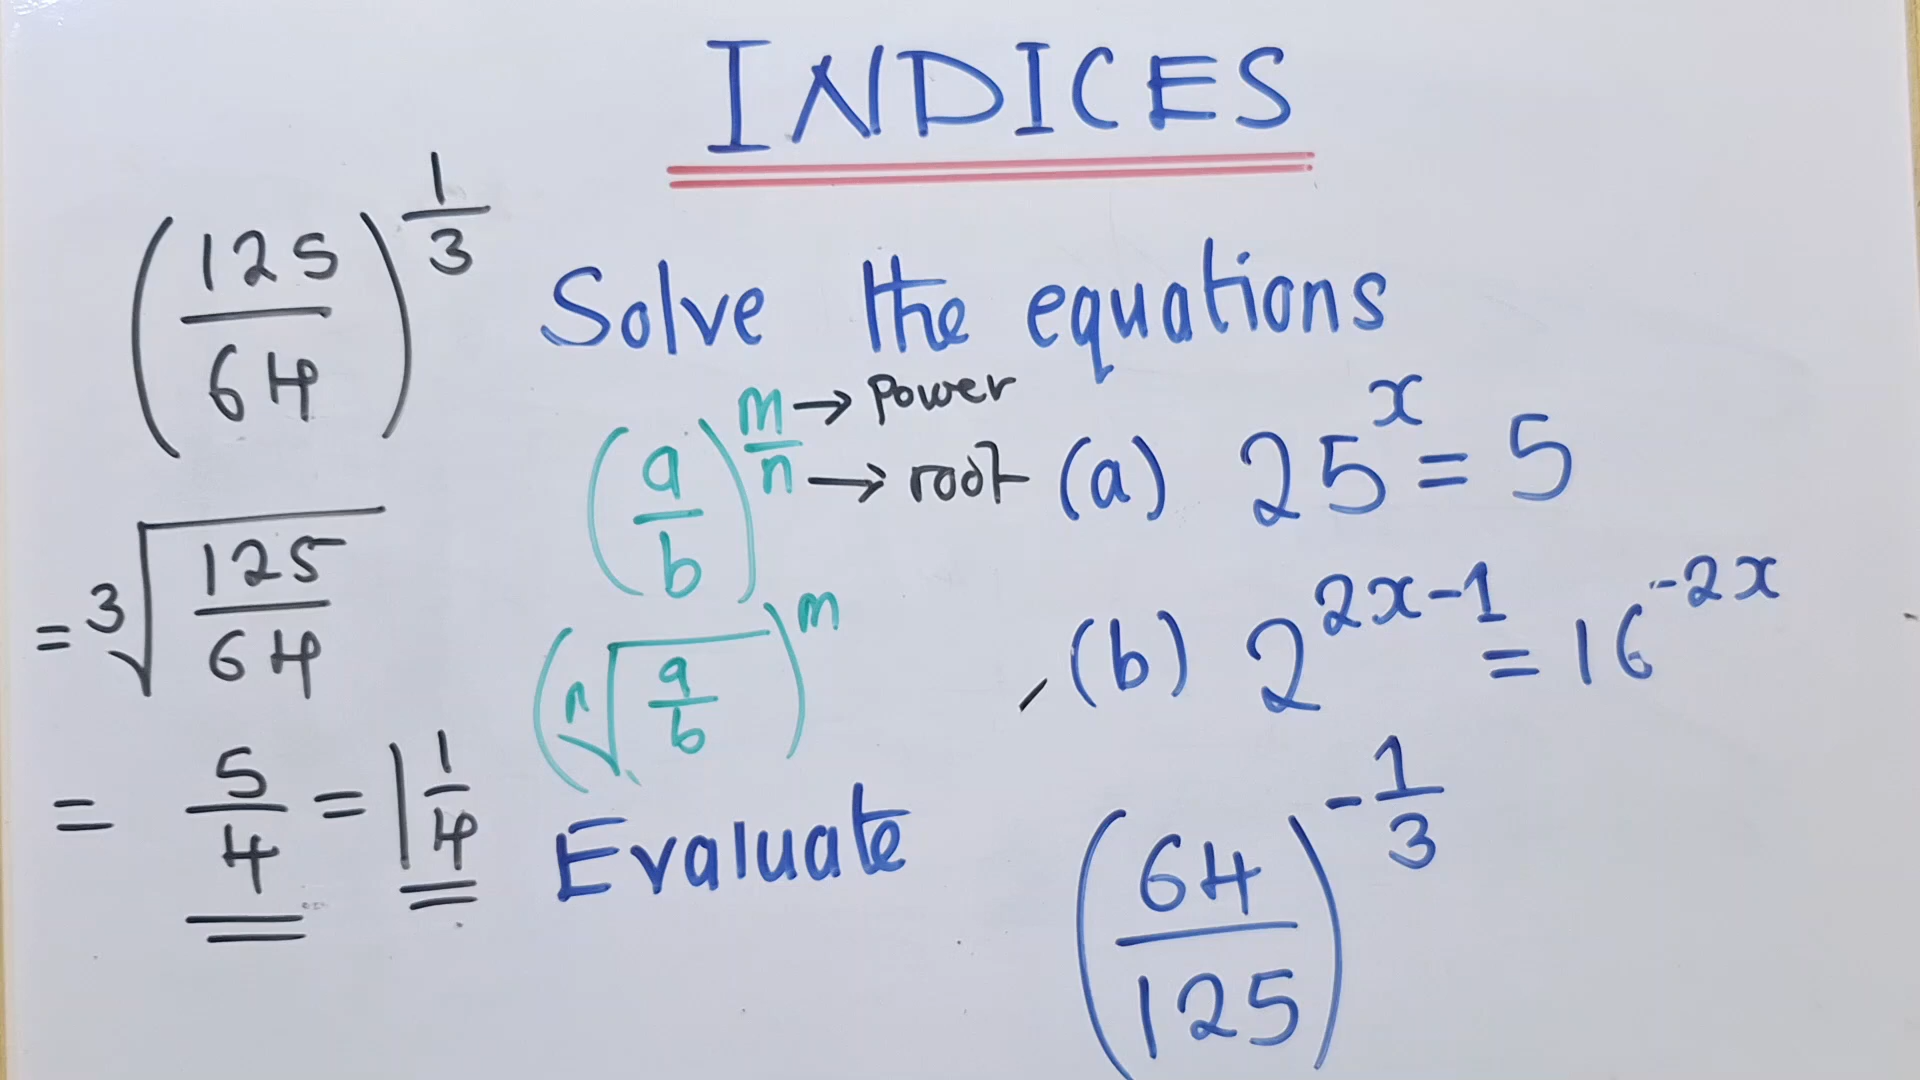 INDICES
Solve the equations
(a) 25^x = 5
(b) 2^(2x-1) = 16^(-2x)
Evaluate (64/125)^(-1/3)
(125/64)^(1/3)
= ∛(125/64)
= 5/4 = 1 1/4
(a/b)^(m/n)
m → power
n → root
(ⁿ√(a/b))^m